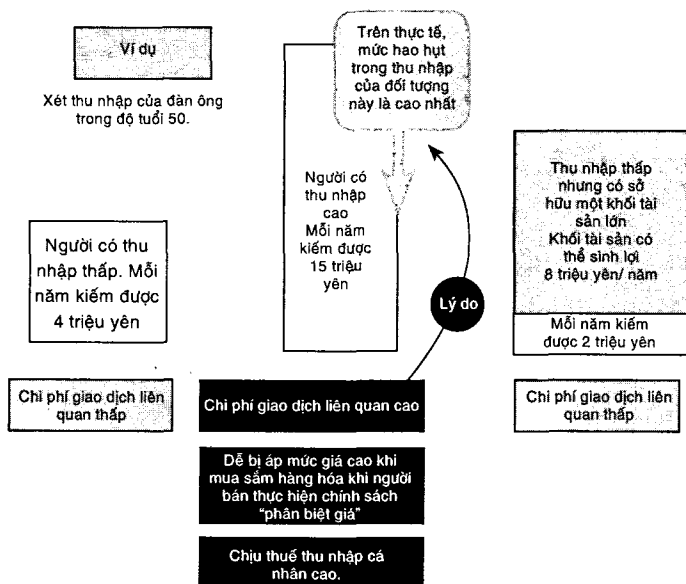 Ví dụ
Xét thu nhập của đàn ông
trong độ tuổi 50.
Trên thực tế,
mức hao hụt
trong thu nhập
của đối tượng
này là cao nhất
Người có thu
nhập thấp. Mỗi
năm kiếm được
4 triệu yên
Người có
thu nhập
cao
Mỗi năm
kiếm được
15 triệu
yên
Lý do
Thu nhập thấp
nhưng có sở
hữu một khối tài
sản lớn
Khối tài sản có
thể sinh lợi
8 triệu yên/ năm
Mỗi năm kiếm
được 2 triệu yên
Chi phí giao dịch liên
quan thấp
Chi phí giao dịch liên quan cao
Chi phí giao dịch liên
quan thấp
Dễ bị áp mức giá cao khi
mua sắm hàng hóa khi người
bán thực hiện chính sách
“phân biệt giá”
Chịu thuế thu nhập cá
nhân cao.